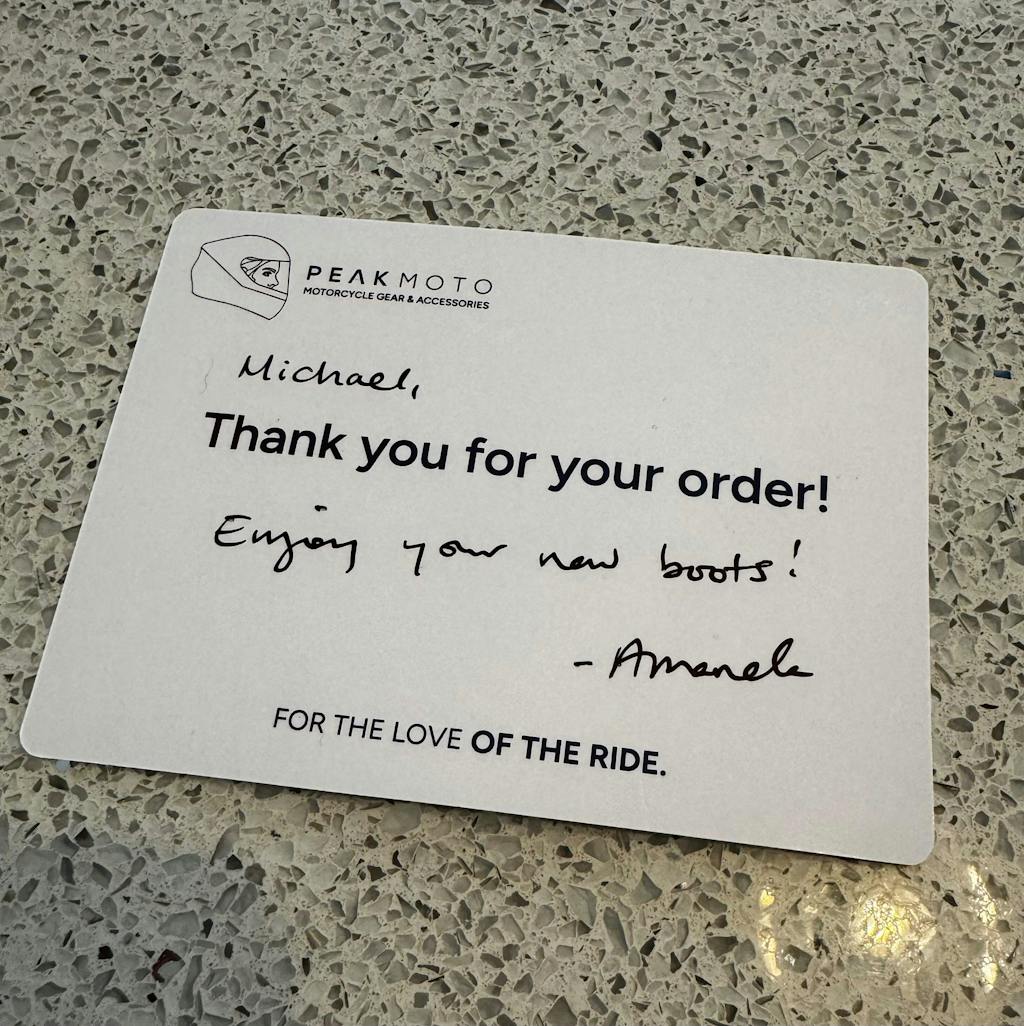 PEAKMOTO
MOTORCYCLE GEAR & ACCESSORIES
Michael,
Thank you for your order!
Enjoy your new boots!
- Amanda
FOR THE LOVE OF THE RIDE.